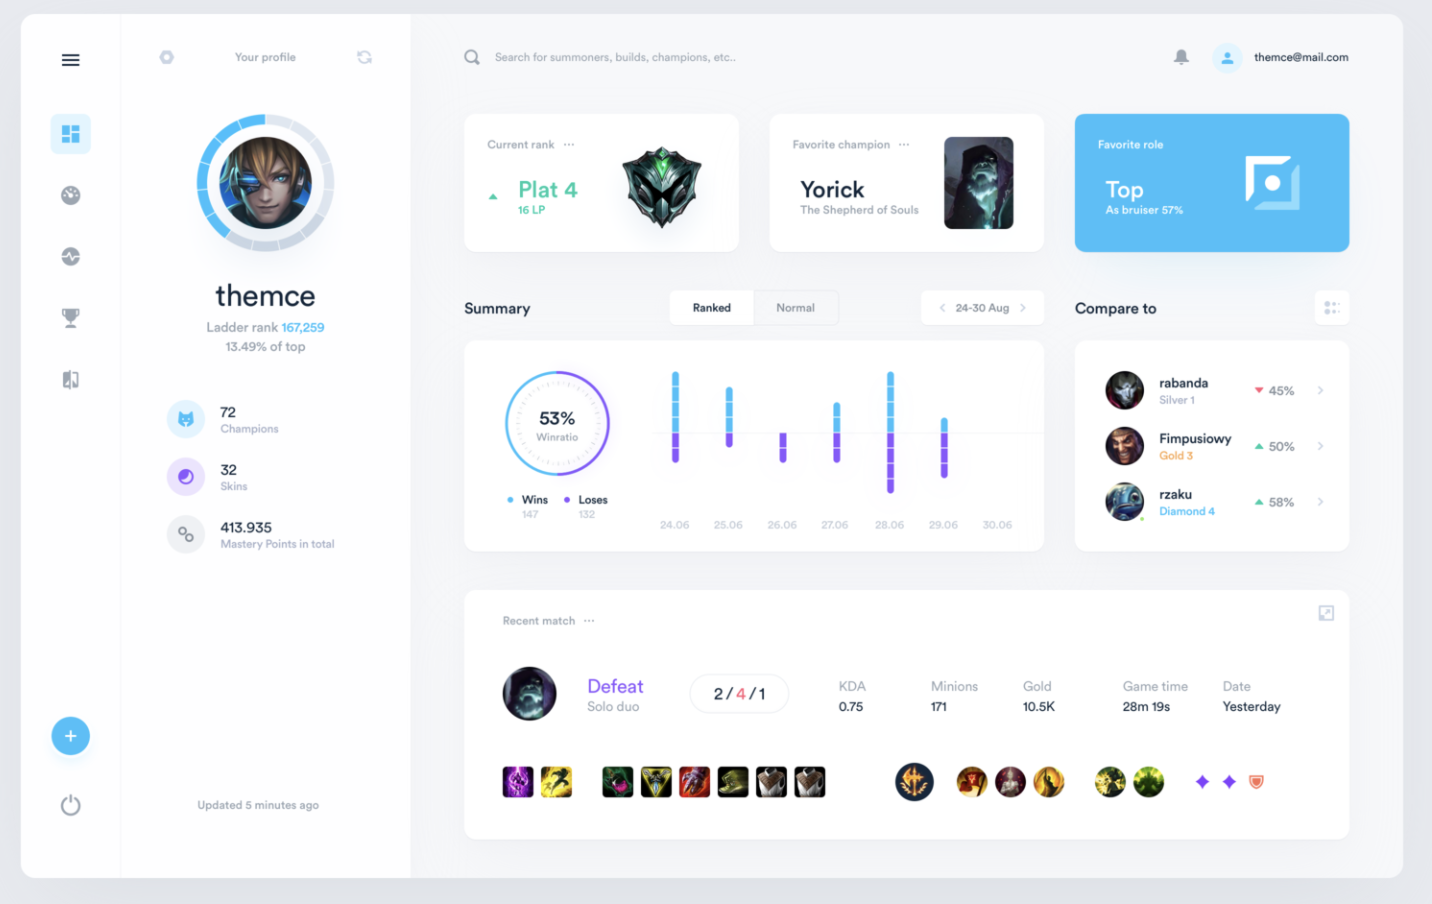 Your profile
themce
Ladder rank 167,259
13.49% of top
72
Champions
32
Skins
413.935
Mastery Points in total
Updated 5 minutes ago
Search for summoners, builds, champions, etc..
themce@mail.com
Current rank ···
Plat 4
16 LP
Favorite champion ···
Yorick
The Shepherd of Souls
Favorite role
Top
As bruiser 57%
Summary
Ranked
Normal
24-30 Aug
53%
Winratio
Wins
147
Loses
132
24.06 25.06 26.06 27.06 28.06 29.06 30.06
Compare to
rabanda
Silver 1
45%
Fimpusiowy
Gold 3
50%
rzaku
Diamond 4
58%
Recent match ···
Defeat
Solo duo
2 / 4 / 1
KDA
0.75
Minions
171
Gold
10.5K
Game time
28m 19s
Date
Yesterday